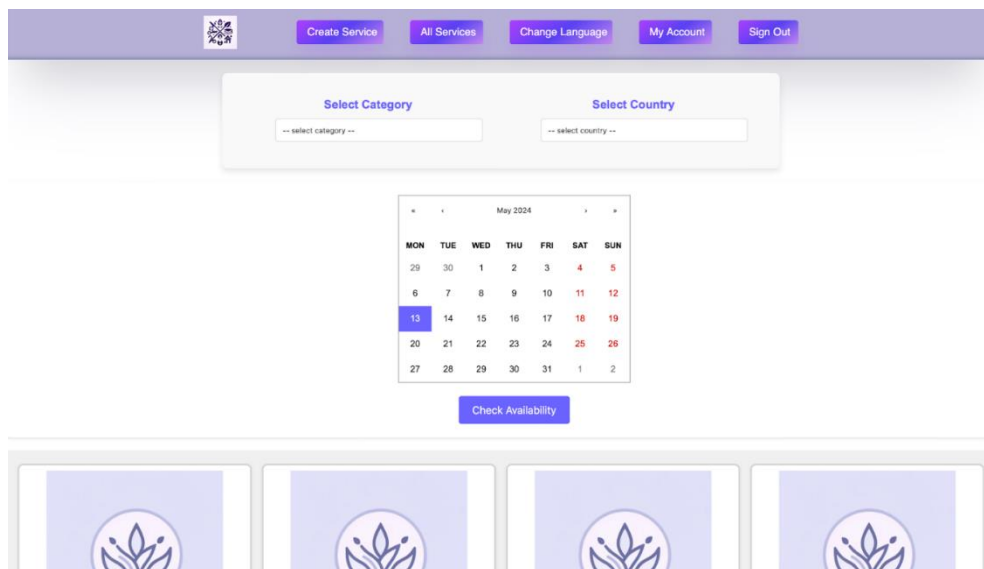 Create Service All Services Change Language My Account Sign Out
Select Category Select Country
-- select category -- -- select country --
« ‹ May 2024 › »
MON TUE WED THU FRI SAT SUN
29 30 1 2 3 4 5
6 7 8 9 10 11 12
13 14 15 16 17 18 19
20 21 22 23 24 25 26
27 28 29 30 31 1 2
Check Availability